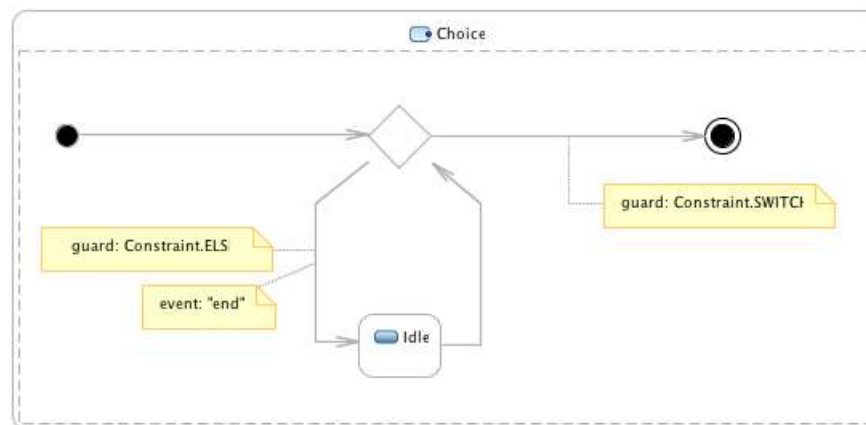 Choice
guard: Constraint.SWITCH
guard: Constraint.ELS
event: "end"
Idle